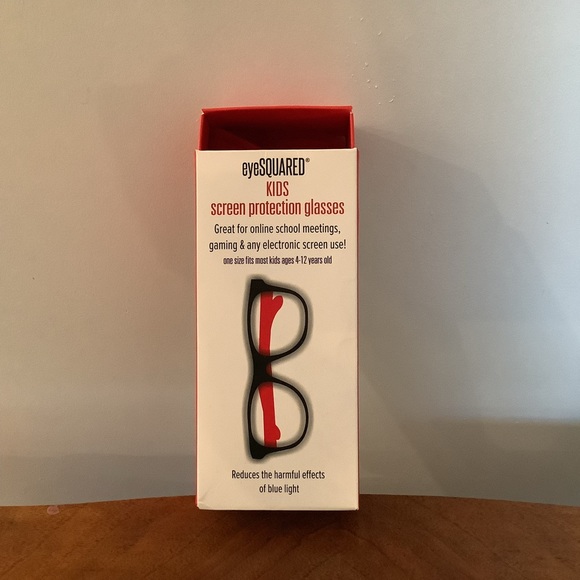 eyeSQUARED®
KIDS
screen protection glasses
Great for online school meetings,
gaming & any electronic screen use!
one size fits most kids ages 4-12 years old
Reduces the harmful effects
of blue light